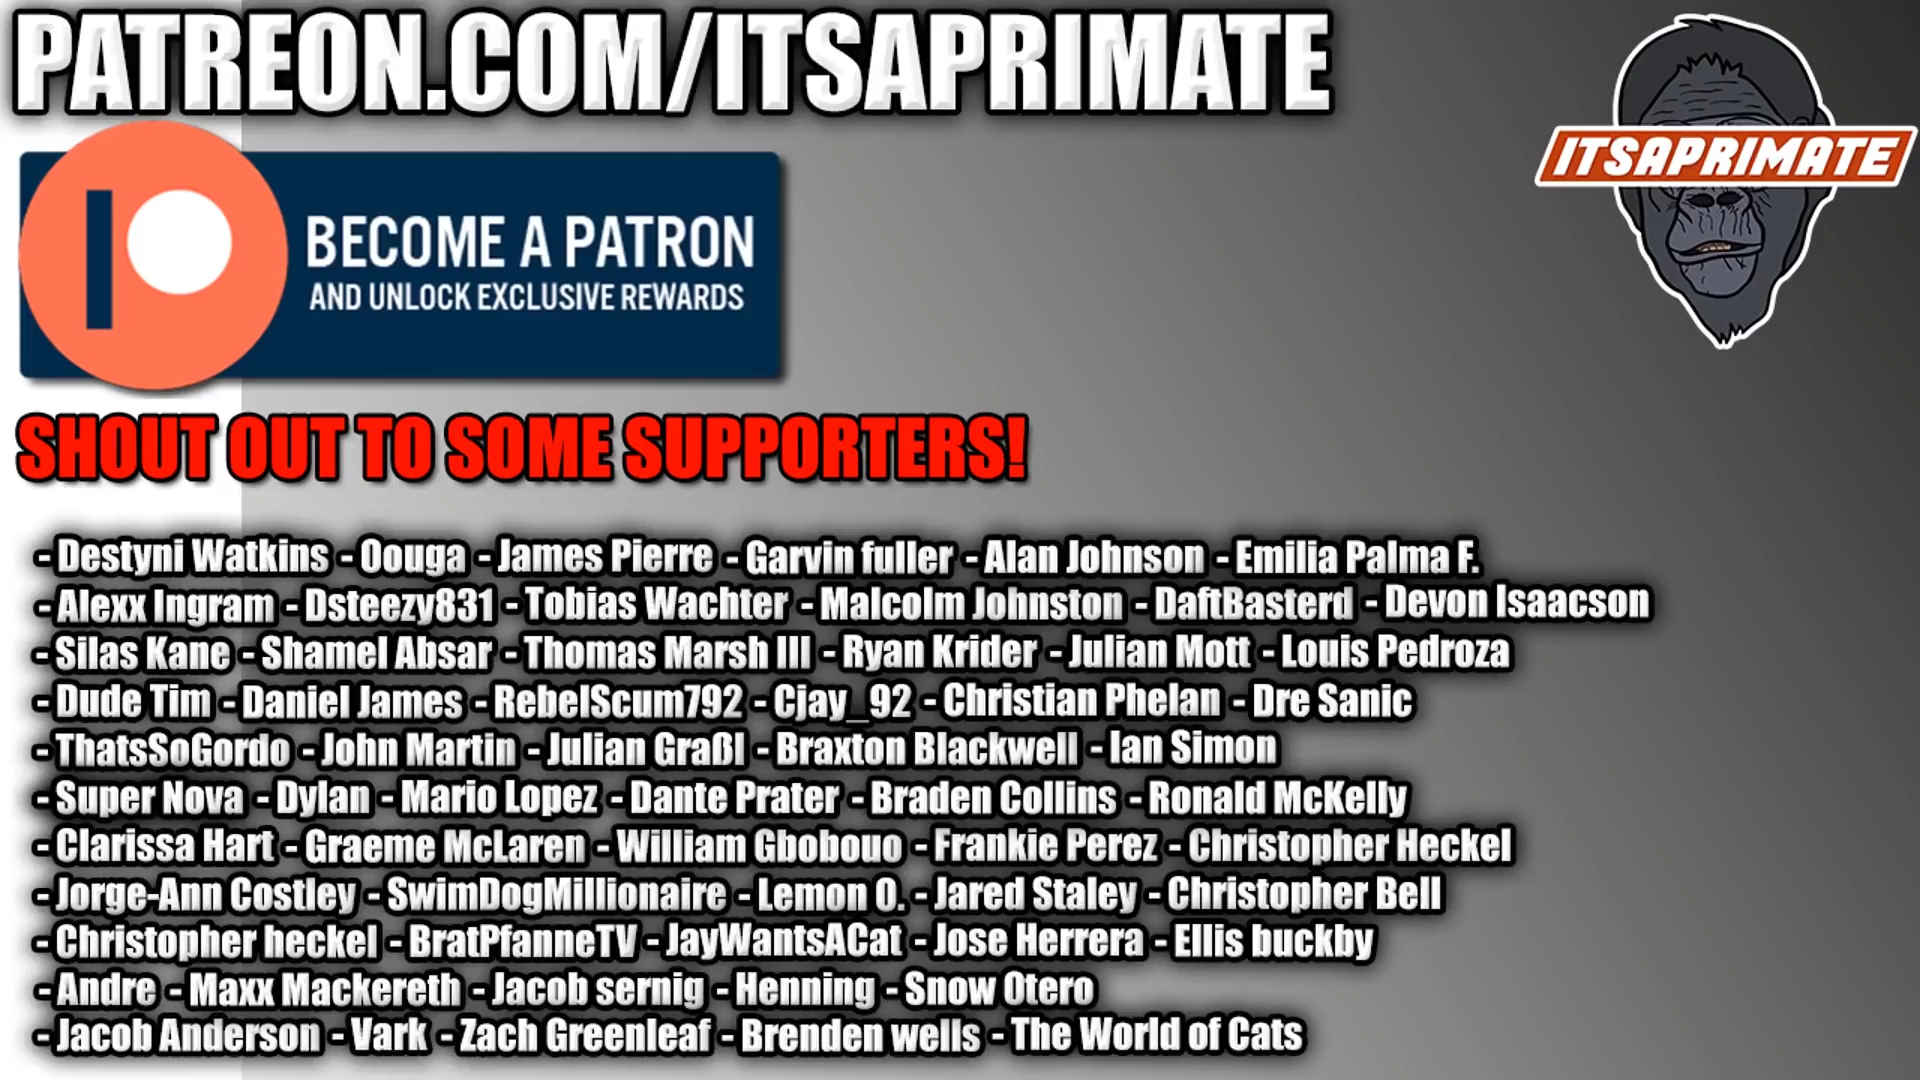 PATREON.COM/ITSAPRIMATE
ITSAPRIMATE
BECOME A PATRON
AND UNLOCK EXCLUSIVE REWARDS
SHOUT OUT TO SOME SUPPORTERS!
- Destyni Watkins - Oouga - James Pierre - Garvin fuller - Alan Johnson - Emilia Palma F.
- Alexx Ingram - Dsteezy831 - Tobias Wachter - Malcolm Johnston - DaftBasterd - Devon Isaacson
- Silas Kane - Shamel Absar - Thomas Marsh III - Ryan Krider - Julian Mott - Louis Pedroza
- Dude Tim - Daniel James - RebelScum792 - Cjay_92 - Christian Phelan - Dre Sanic
- ThatsSoGordo - John Martin - Julian Graßl - Braxton Blackwell - Ian Simon
- Super Nova - Dylan - Mario Lopez - Dante Prater - Braden Collins - Ronald McKelly
- Clarissa Hart - Graeme McLaren - William Gbobouo - Frankie Perez - Christopher Heckel
- Jorge-Ann Costley - SwimDogMillionaire - Lemon O. - Jared Staley - Christopher Bell
- Christopher heckel - BratPfanneTV - JayWantsACat - Jose Herrera - Ellis buckby
- Andre - Maxx Mackereth - Jacob sernig - Henning - Snow Otero
- Jacob Anderson - Vark - Zach Greenleaf - Brenden wells - The World of Cats